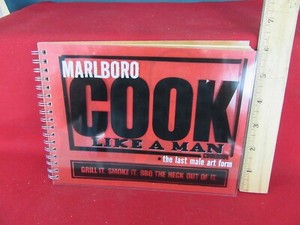 MARLBORO
COOK
LIKE A MAN
the last male art form
GRILL IT SMOKE IT BBQ THE HECK OUT OF IT